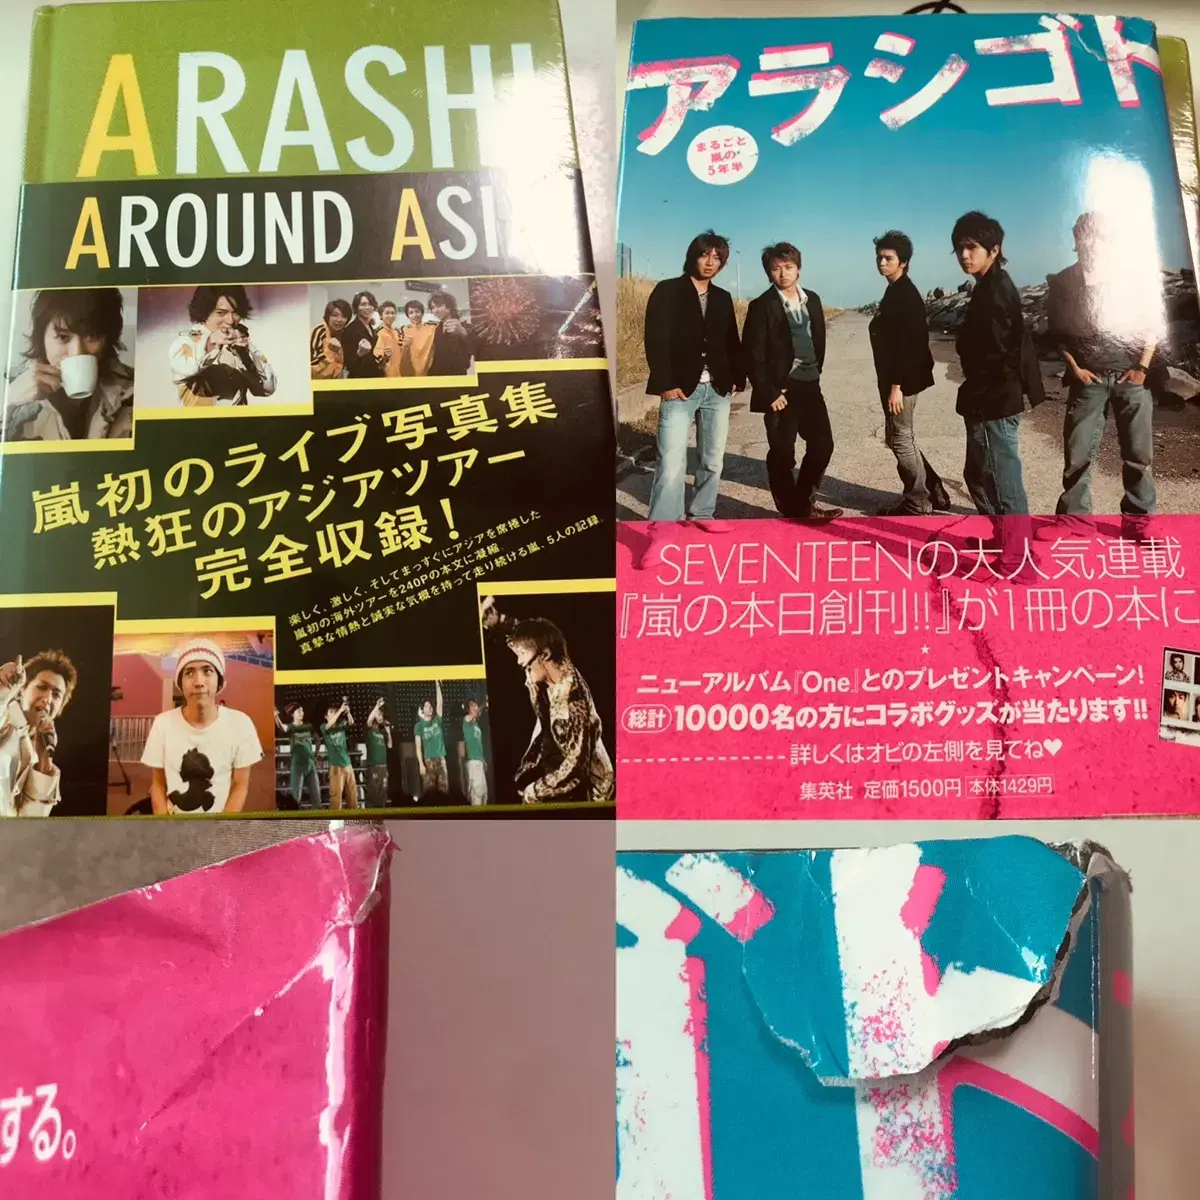 ARASHI
AROUND ASIA
嵐初のライブ写真集
熱狂のアジアツアー
完全収録！
楽しく、激しく、そしてまっすぐにアジアを席捲した
嵐初の海外ツアーを240Pの本文に凝縮
真摯な情熱と誠実な気概を持って走り続ける嵐、5人の記録。
アラシゴト
まるごと
嵐の
5年半
SEVENTEENの大人気連載
『嵐の本日創刊!!』が1冊の本に
ニューアルバム『One』とのプレゼントキャンペーン!
総計 10000名の方にコラボグッズが当たります!!
詳しくはオビの左側を見てね♥
集英社 定価1500円 本体1429円
する。